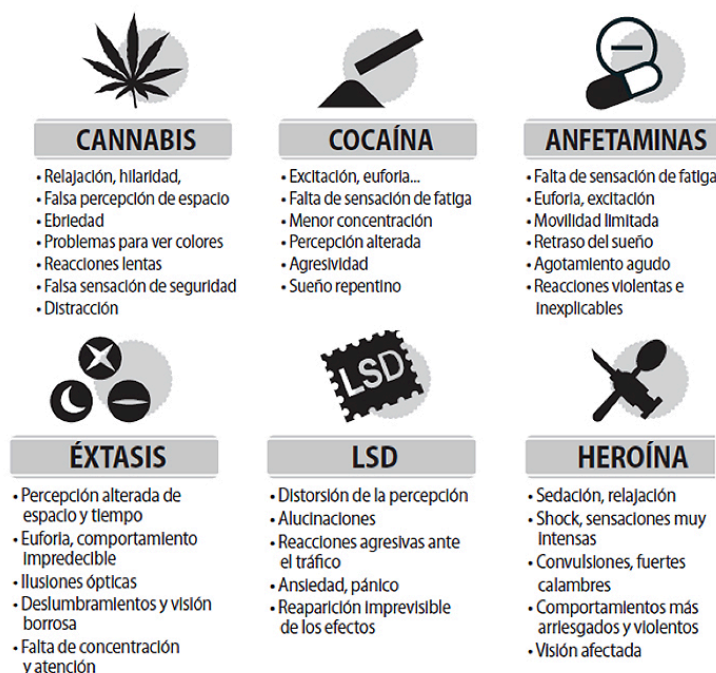 CANNABIS
• Relajación, hilaridad,
• Falsa percepción de espacio
• Ebriedad
• Problemas para ver colores
• Reacciones lentas
• Falsa sensación de seguridad
• Distracción
COCAÍNA
• Excitación, euforia...
• Falta de sensación de fatiga
• Menor concentración
• Percepción alterada
• Agresividad
• Sueño repentino
ANFETAMINAS
• Falta de sensación de fatiga
• Euforia, excitación
• Movilidad limitada
• Retraso del sueño
• Agotamiento agudo
• Reacciones violentas e
inexplicables
ÉXTASIS
• Percepción alterada de
espacio y tiempo
• Euforia, comportamiento
impredecible
• Ilusiones ópticas
• Deslumbramientos y visión
borrosa
• Falta de concentración
y atención
LSD
LSD
• Distorsión de la percepción
• Alucinaciones
• Reacciones agresivas ante
el tráfico
• Ansiedad, pánico
• Reaparición imprevisible
de los efectos
HEROÍNA
• Sedación, relajación
• Shock, sensaciones muy
intensas
• Convulsiones, fuertes
calambres
• Comportamientos más
arriesgados y violentos
• Visión afectada